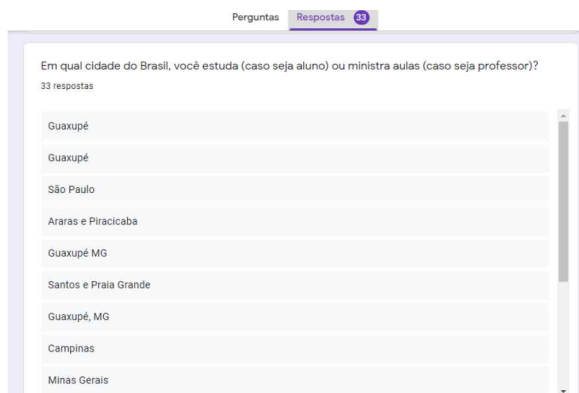 Perguntas Respostas 33
Em qual cidade do Brasil, você estuda (caso seja aluno) ou ministra aulas (caso seja professor)?
33 respostas
Guaxupé
Guaxupé
São Paulo
Araras e Piracicaba
Guaxupé MG
Santos e Praia Grande
Guaxupé, MG
Campinas
Minas Gerais